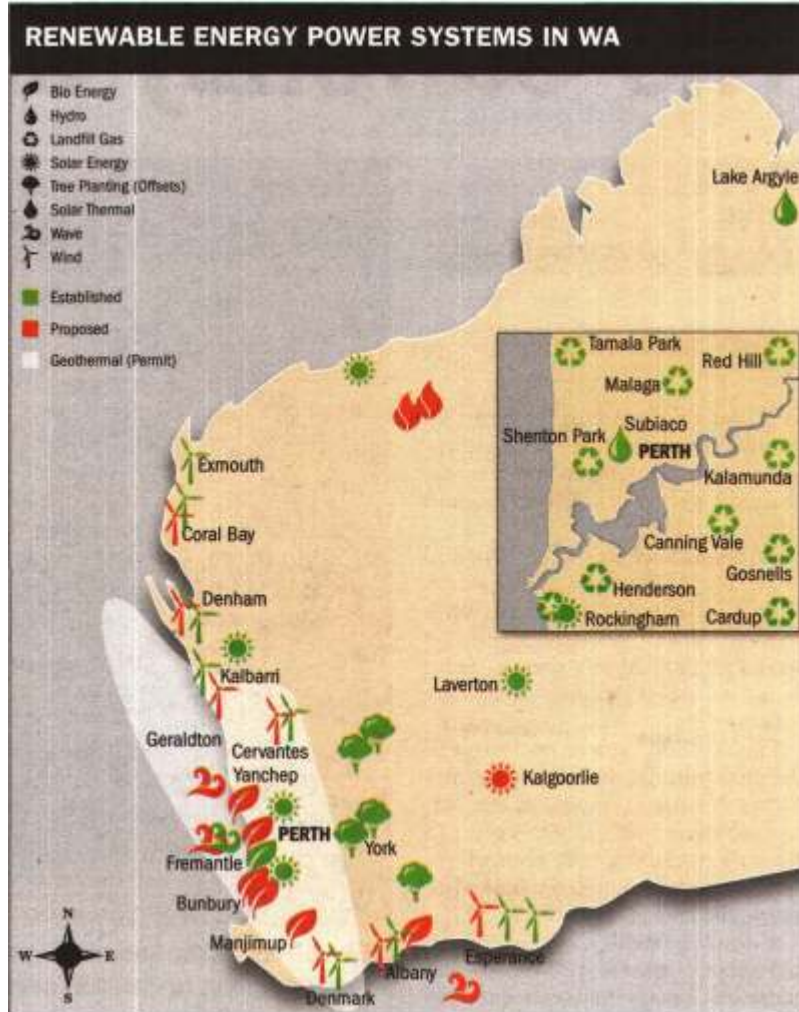 RENEWABLE ENERGY POWER SYSTEMS IN WA
Bio Energy
Hydro
Landfill Gas
Solar Energy
Tree Planting (Offsets)
Solar Thermal
Wave
Wind
Established
Proposed
Geothermal (Permit)
Lake Argyle
Tamala Park
Red Hill
Malaga
Subiaco
Shenton Park
PERTH
Kalamunda
Canning Vale
Gosnells
Henderson
Rockingham
Cardup
Exmouth
Coral Bay
Denham
Kalbarri
Laverton
Geraldton
Cervantes
Yanchep
Kalgoorlie
PERTH
York
Fremantle
Bunbury
Manjimup
Albany
Esperance
Denmark
N
W
E
S